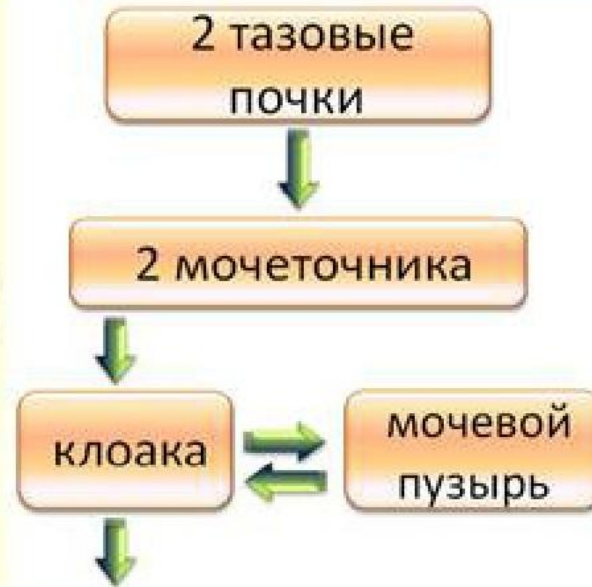 2 тазовые
почки
2 мочеточника
клоака
мочевой
пузырь